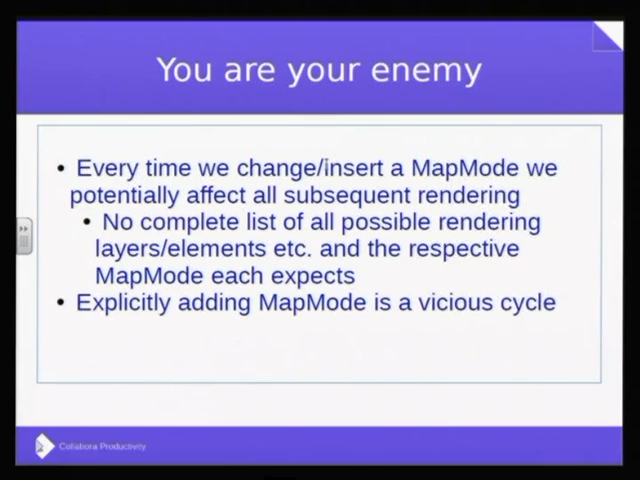 You are your enemy
• Every time we change/insert a MapMode we
potentially affect all subsequent rendering
• No complete list of all possible rendering
layers/elements etc. and the respective
MapMode each expects
• Explicitly adding MapMode is a vicious cycle
Collabora Productivity